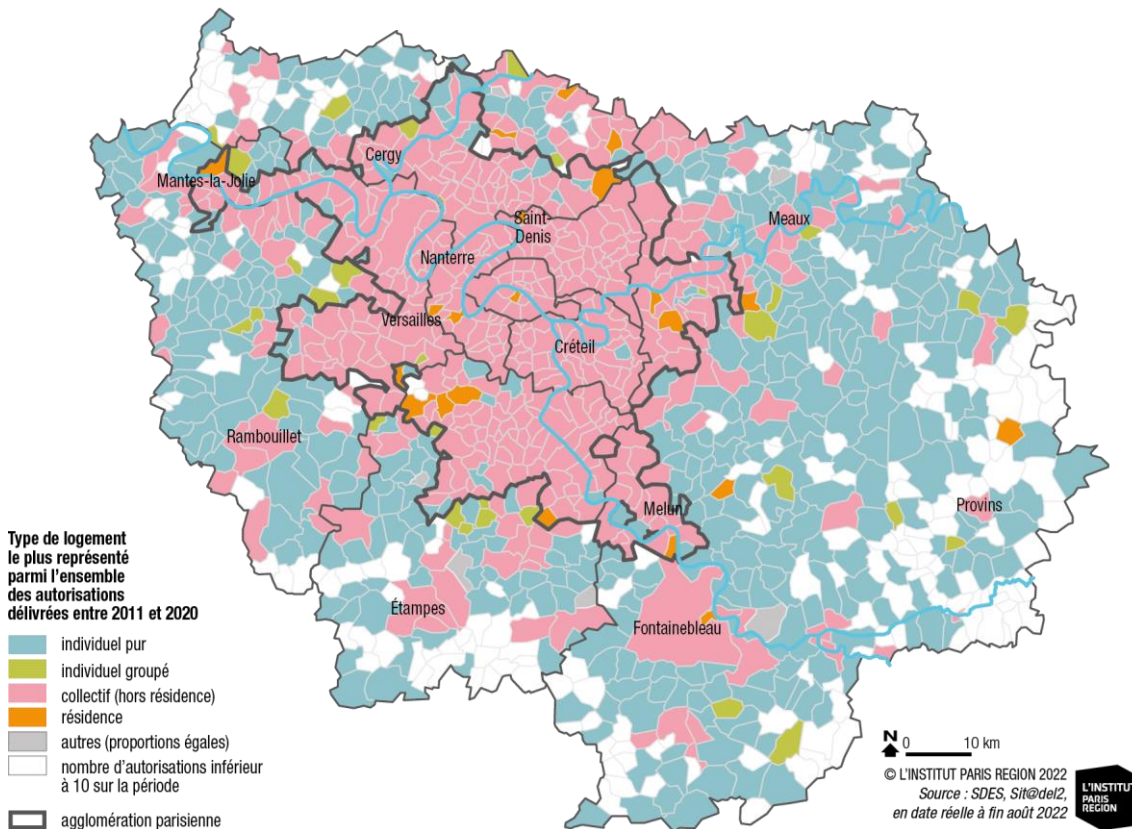 Cergy
Mantes-la-Jolie
Saint-
Denis
Meaux
Nanterre
Versailles
Créteil
Rambouillet
Melun
Provins
Étampes
Fontainebleau
Type de logement
le plus représenté
parmi l'ensemble
des autorisations
délivrées entre 2011 et 2020
individuel pur
individuel groupé
collectif (hors résidence)
résidence
autres (proportions égales)
nombre d'autorisations inférieur
à 10 sur la période
agglomération parisienne
N
0 10 km
© L'INSTITUT PARIS REGION 2022
Source : SDES, Sit@del2,
en date réelle à fin août 2022
L'INSTITUT
PARIS
REGION